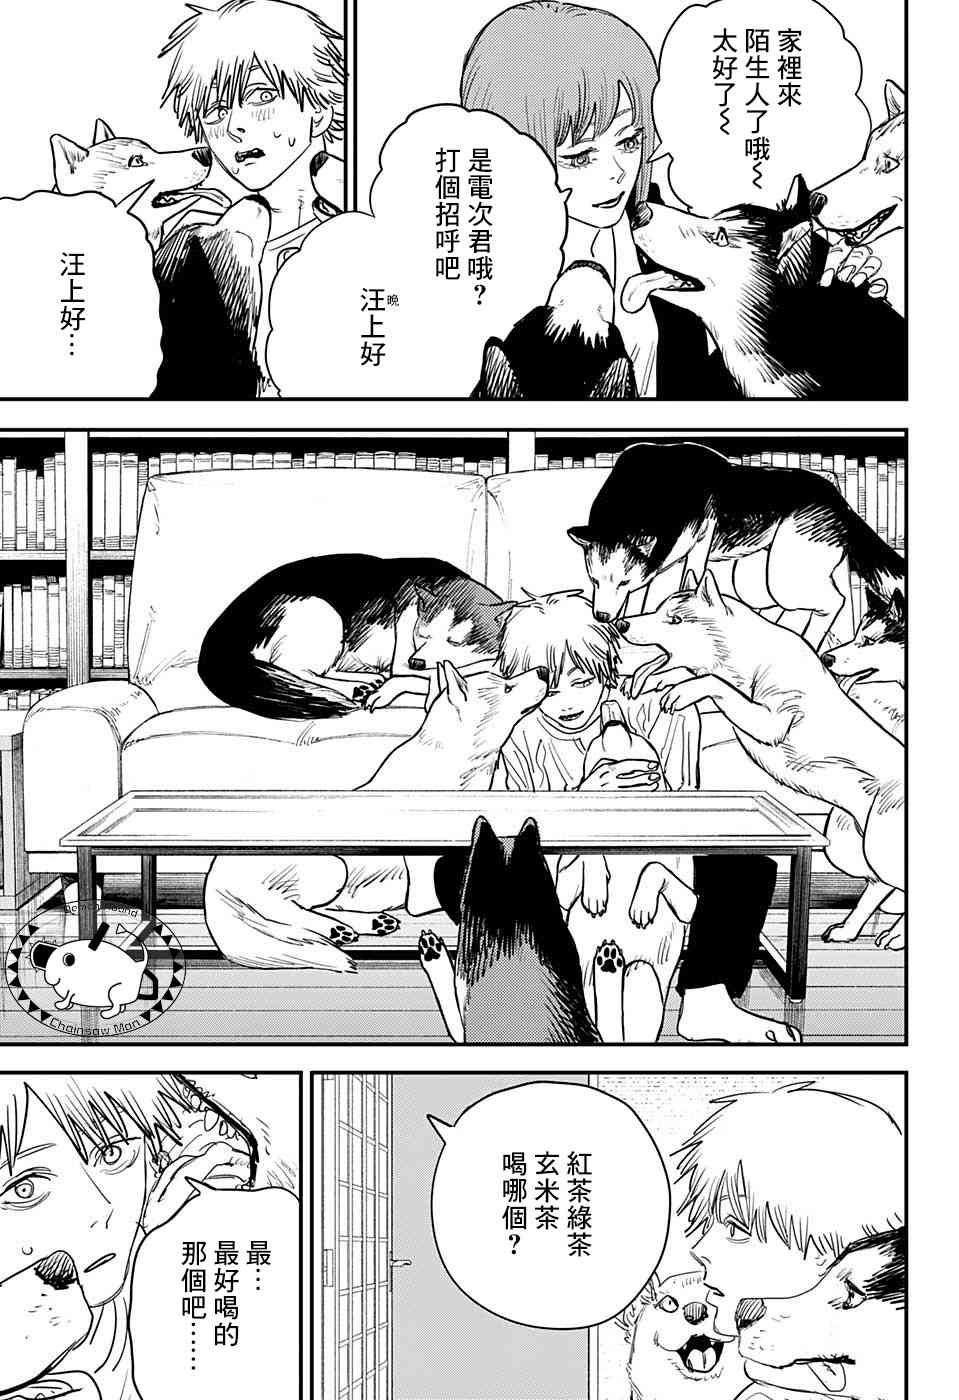 家裡來
陌生人了哦~
太好了~
是電次君哦?
打個招呼吧
晚
汪上好
汪上好…
Chainsaw Man
紅茶綠茶
玄米茶
喝哪個?
最…
最好喝的
那個吧……